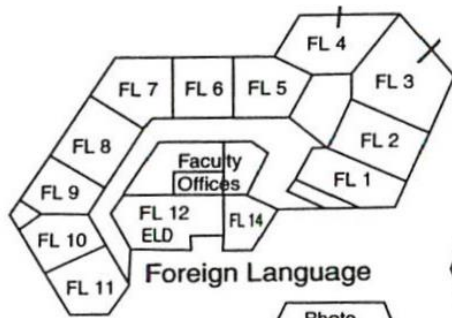 FL 4
FL 3
FL 7
FL 6
FL 5
FL 2
FL 8
FL 1
Faculty
Offices
FL 9
FL 12
ELD
FL 14
FL 10
FL 11
Foreign Language
Photo